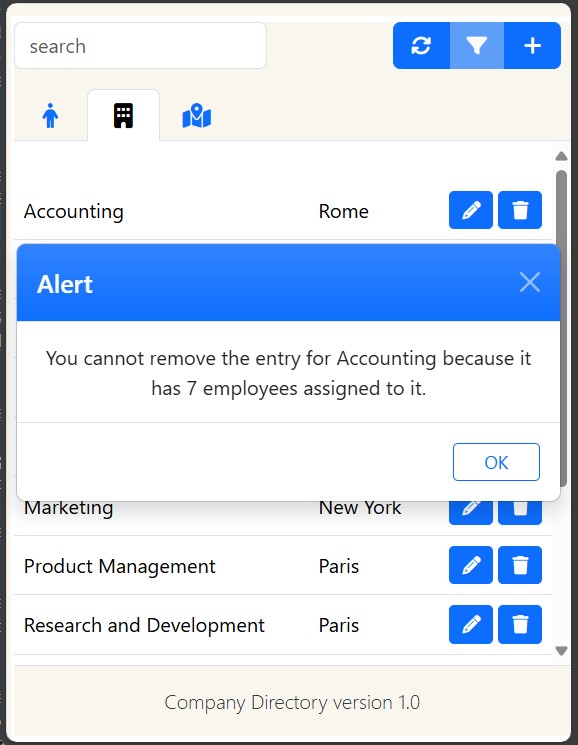 search
Accounting Rome
Alert
You cannot remove the entry for Accounting because it
has 7 employees assigned to it.
OK
Marketing New York
Product Management Paris
Research and Development Paris
Company Directory version 1.0